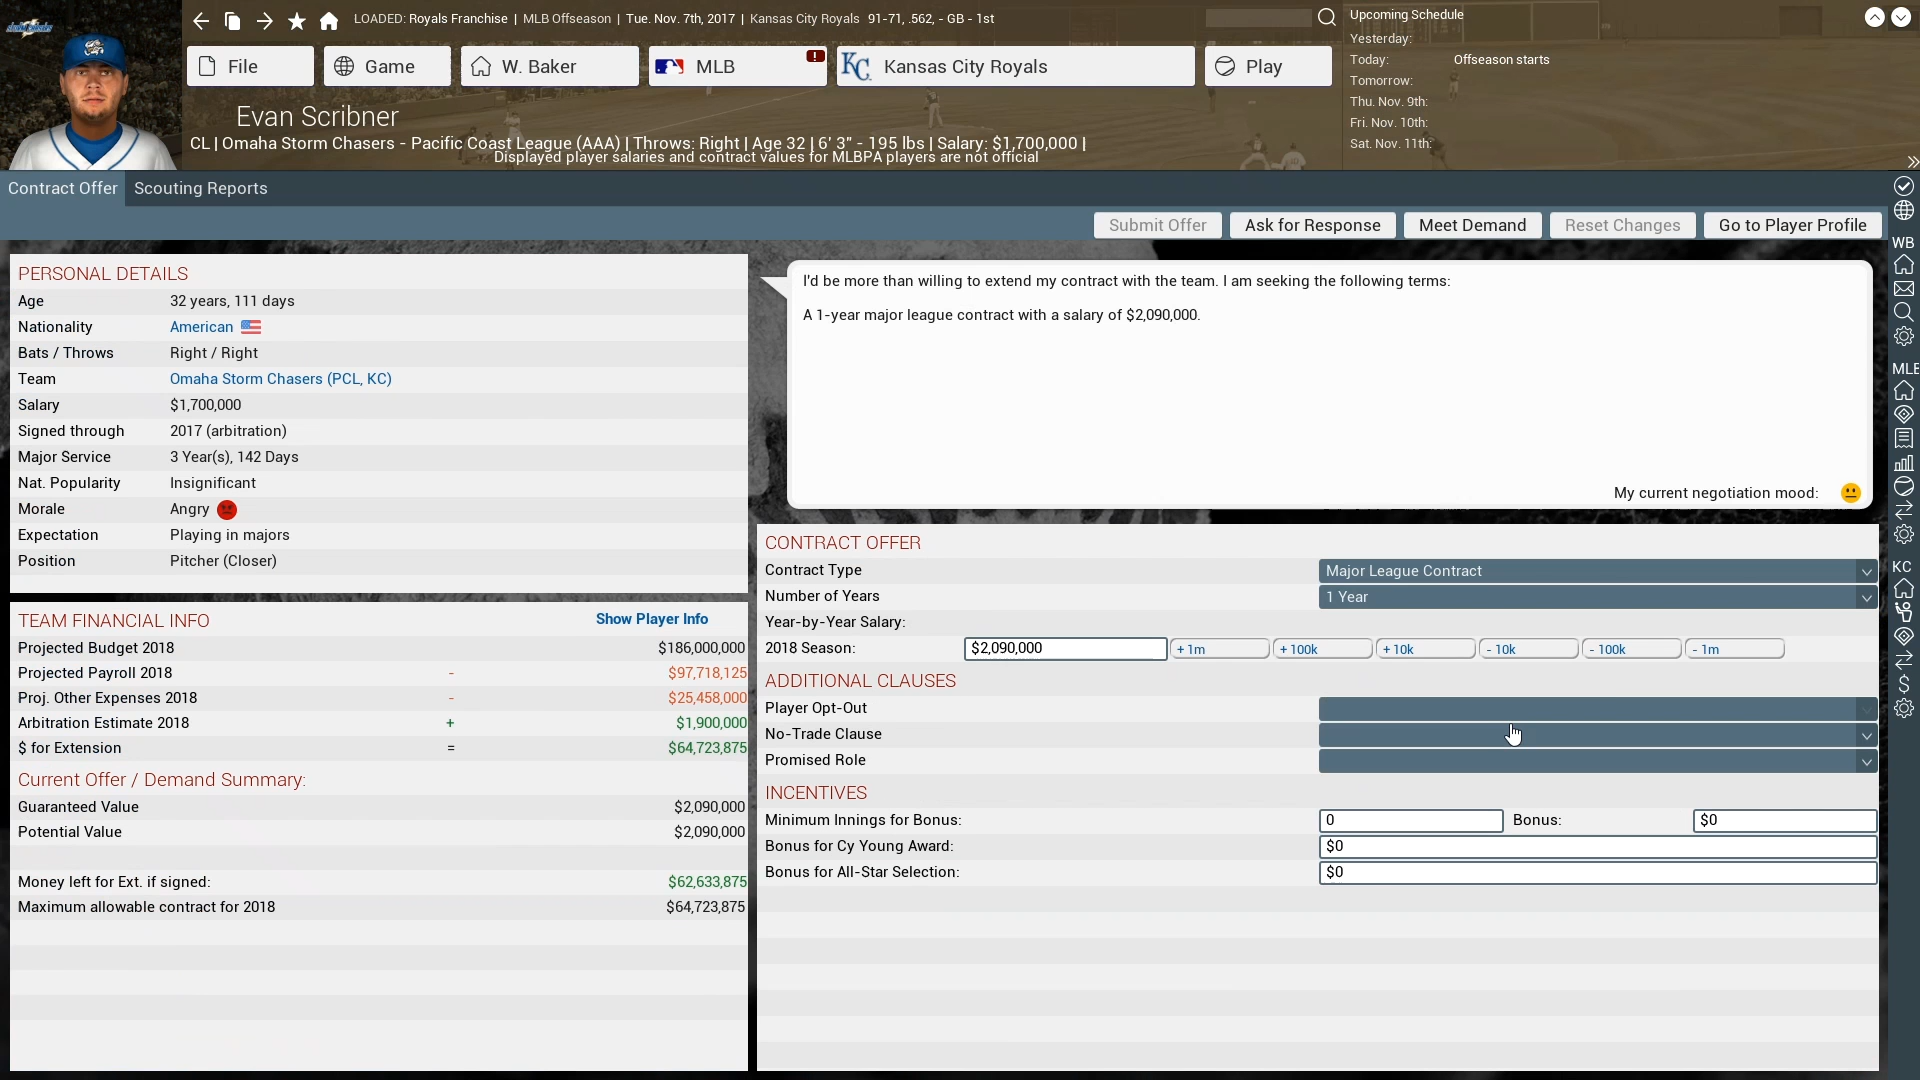 LOADED: Royals Franchise | MLB Offseason | Tue. Nov. 7th, 2017 | Kansas City Royals 91-71, .562, - GB - 1st
File
Game
W. Baker
MLB
!
KC Kansas City Royals
Play
Upcoming Schedule
Yesterday:
Today: Offseason starts
Tomorrow:
Thu. Nov. 9th:
Fri. Nov. 10th:
Sat. Nov. 11th:
Evan Scribner
CL | Omaha Storm Chasers - Pacific Coast League (AAA) | Throws: Right | Age 32 | 6' 3" - 195 lbs | Salary: $1,700,000 |
Displayed player salaries and contract values for MLBPA players are not official
Contract Offer
Scouting Reports
Submit Offer
Ask for Response
Meet Demand
Reset Changes
Go to Player Profile
PERSONAL DETAILS
Age 32 years, 111 days
Nationality American
Bats / Throws Right / Right
Team Omaha Storm Chasers (PCL, KC)
Salary $1,700,000
Signed through 2017 (arbitration)
Major Service 3 Year(s), 142 Days
Nat. Popularity Insignificant
Morale Angry
Expectation Playing in majors
Position Pitcher (Closer)
TEAM FINANCIAL INFO Show Player Info
Projected Budget 2018 $186,000,000
Projected Payroll 2018 - $97,718,125
Proj. Other Expenses 2018 - $25,458,000
Arbitration Estimate 2018 + $1,900,000
$ for Extension = $64,723,875
Current Offer / Demand Summary:
Guaranteed Value $2,090,000
Potential Value $2,090,000
Money left for Ext. if signed: $62,633,875
Maximum allowable contract for 2018 $64,723,875
I'd be more than willing to extend my contract with the team. I am seeking the following terms:
A 1-year major league contract with a salary of $2,090,000.
My current negotiation mood:
CONTRACT OFFER
Contract Type Major League Contract
Number of Years 1 Year
Year-by-Year Salary:
2018 Season: $2,090,000 + 1m + 100k + 10k - 10k - 100k - 1m
ADDITIONAL CLAUSES
Player Opt-Out
No-Trade Clause
Promised Role
INCENTIVES
Minimum Innings for Bonus: 0 Bonus: $0
Bonus for Cy Young Award: $0
Bonus for All-Star Selection: $0
WB
MLB
KC